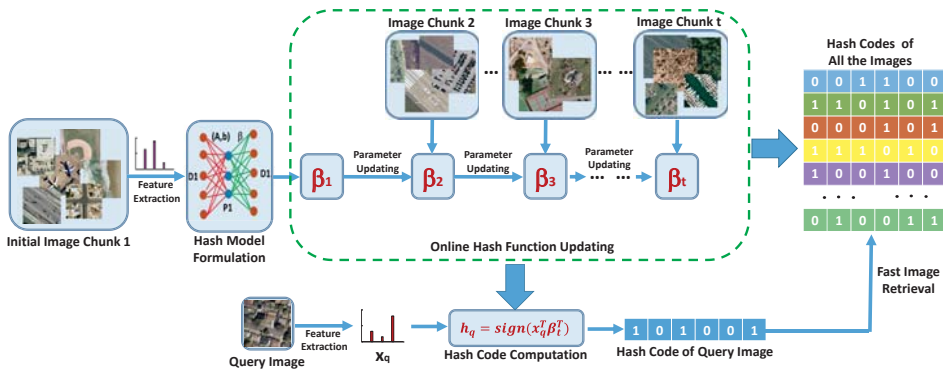 Image Chunk 2
Image Chunk 3
Image Chunk t
... ... ...
Hash Codes of
All the Images
0 0 1 1 0 0
1 1 0 1 0 1
0 0 0 1 0 1
1 1 1 0 1 0
1 0 0 1 0 0
. . . . . .
0 1 0 0 1 1
Initial Image Chunk 1
Feature
Extraction
(A,b) β
D1 D1
P1
Hash Model
Formulation
β1
Parameter
Updating
β2
Parameter
Updating
β3
Parameter
Updating
... ...
βt
Online Hash Function Updating
Query Image
Feature
Extraction
xq
h_q = sign(x_q^T β_t^T)
Hash Code Computation
1 0 1 0 0 1
Hash Code of Query Image
Fast Image
Retrieval